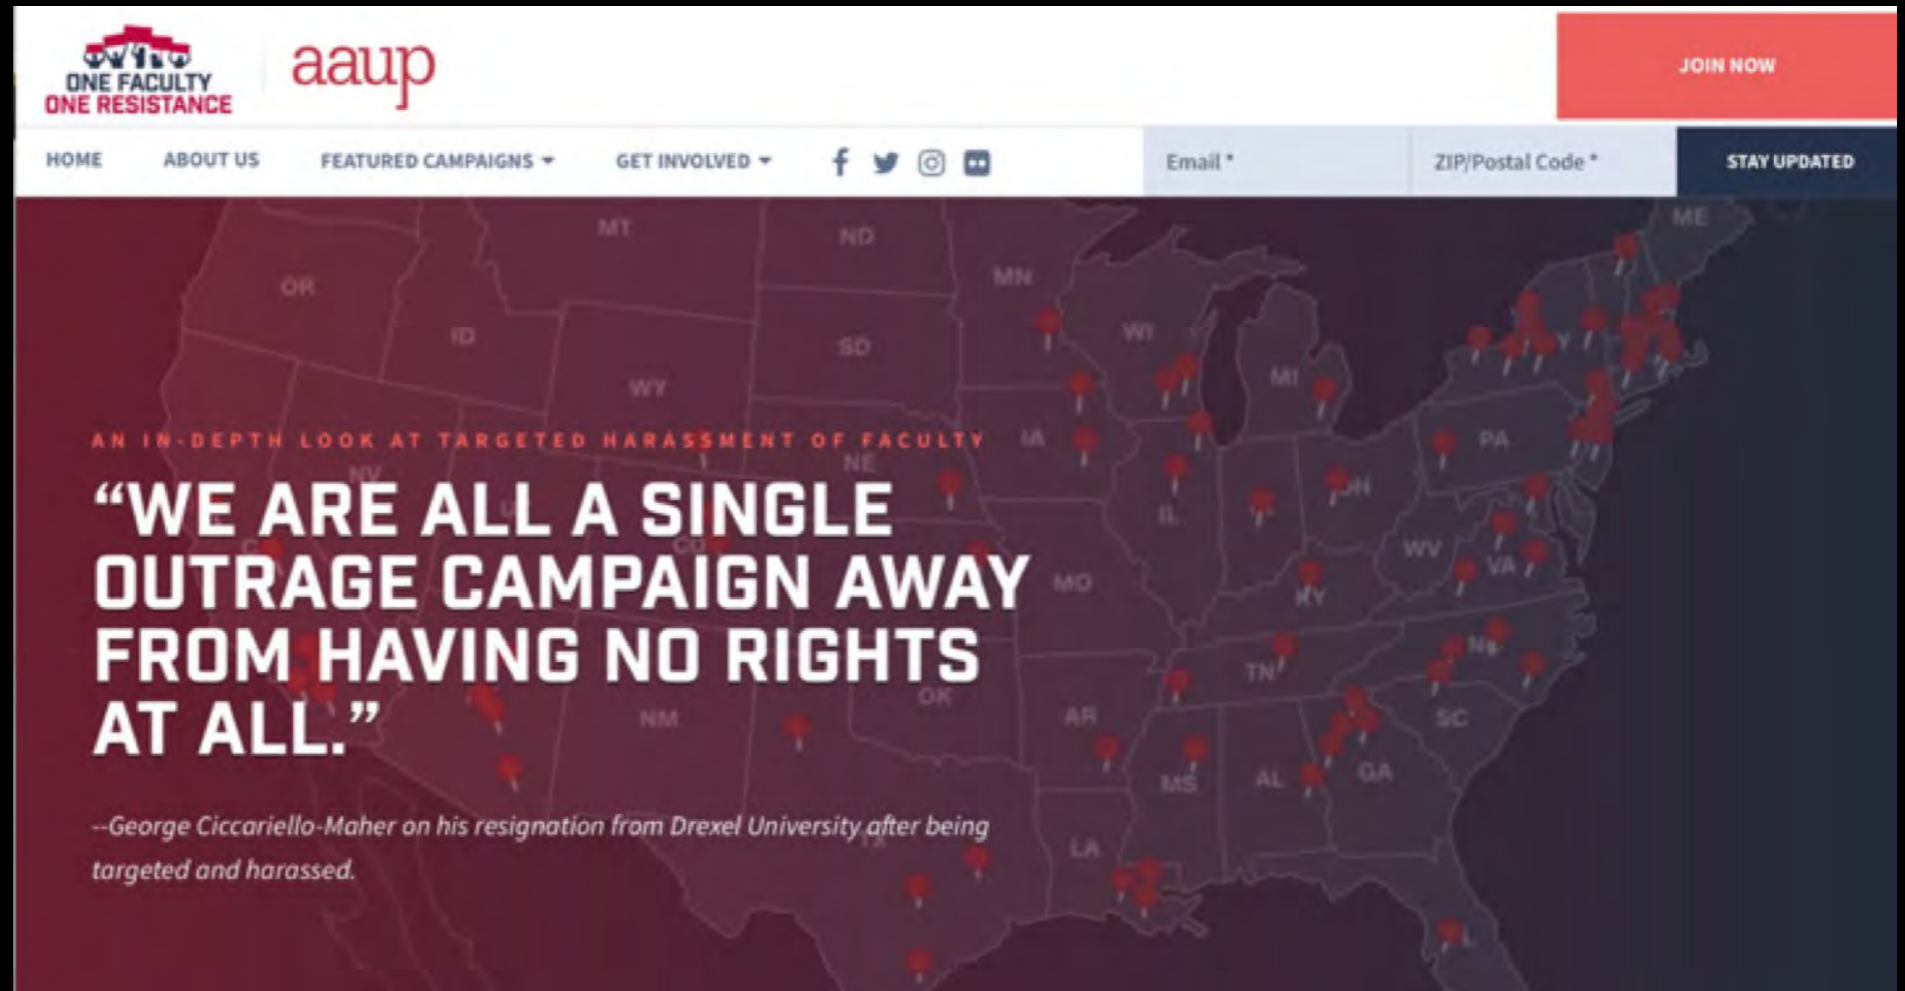 ONE FACULTY
ONE RESISTANCE
aaup
JOIN NOW
HOME
ABOUT US
FEATURED CAMPAIGNS
GET INVOLVED
Email *
ZIP/Postal Code *
STAY UPDATED
ME
MT
ND
OR
MN
ID
WI
SD
WY
MI
AN IN-DEPTH LOOK AT TARGETED HARASSMENT OF FACULTY
IA
PA
NV
NE
“WE ARE ALL A SINGLE
OUTRAGE CAMPAIGN AWAY
FROM HAVING NO RIGHTS
AT ALL.”
IL
CO
WV
VA
MO
KY
TN
OK
NM
AR
SC
MS
AL
GA
LA
TX
--George Ciccariello-Maher on his resignation from Drexel University after being
targeted and harassed.